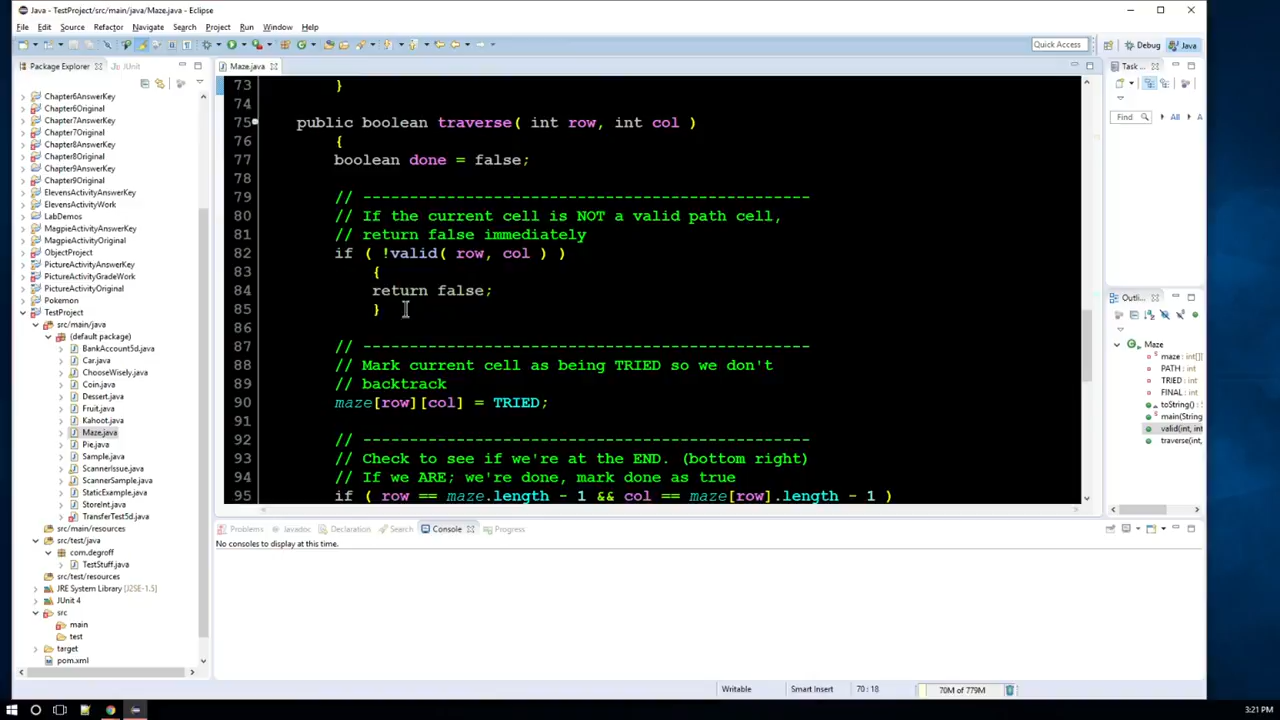 Java - TestProject/src/main/java/Maze.java - Eclipse
File Edit Source Refactor Navigate Search Project Run Window Help
Quick Access Debug Java
Package Explorer JUnit
Maze.java
Task ...
Chapter6AnswerKey
Chapter6Original
Chapter7AnswerKey
Chapter7Original
Chapter8AnswerKey
Chapter8Original
Chapter9AnswerKey
Chapter9Original
ElevensActivityAnswerKey
ElevensActivityWork
LabDemos
MagpieActivityAnswerKey
MagpieActivityOriginal
ObjectProject
PictureActivityAnswerKey
PictureActivityGradeWork
PictureActivityOriginal
Pokemon
TestProject
src/main/java
(default package)
BankAccount5d.java
Car.java
ChooseWisely.java
Coin.java
Dessert.java
Fruit.java
Kahoot.java
Maze.java
Pie.java
Sample.java
ScannerIssue.java
ScannerSample.java
StaticExample.java
StoreInt.java
TransferTest5d.java
src/main/resources
src/test/java
com.degroff
TestStuff.java
src/test/resources
JRE System Library [J2SE-1.5]
JUnit 4
src
main
test
target
pom.xml
73 }
74
75 public boolean traverse( int row, int col )
76 {
77 boolean done = false;
78
79 // ------------------------------------------------
80 // If the current cell is NOT a valid path cell,
81 // return false immediately
82 if ( !valid( row, col ) )
83 {
84 return false;
85 }
86
87 // ------------------------------------------------
88 // Mark current cell as being TRIED so we don't
89 // backtrack
90 maze[row][col] = TRIED;
91
92 // ------------------------------------------------
93 // Check to see if we're at the END. (bottom right)
94 // If we ARE; we're done, mark done as true
95 if ( row == maze.length - 1 && col == maze[row].length - 1 )
Find All A
Outli...
Maze
maze : int[][]
PATH : int
TRIED : int
FINAL : int
toString() : S
main(String
valid(int, int
traverse(int,
Problems Javadoc Declaration Search Console Progress
No consoles to display at this time.
Writable Smart Insert 70 : 18 70M of 779M
3:21 PM